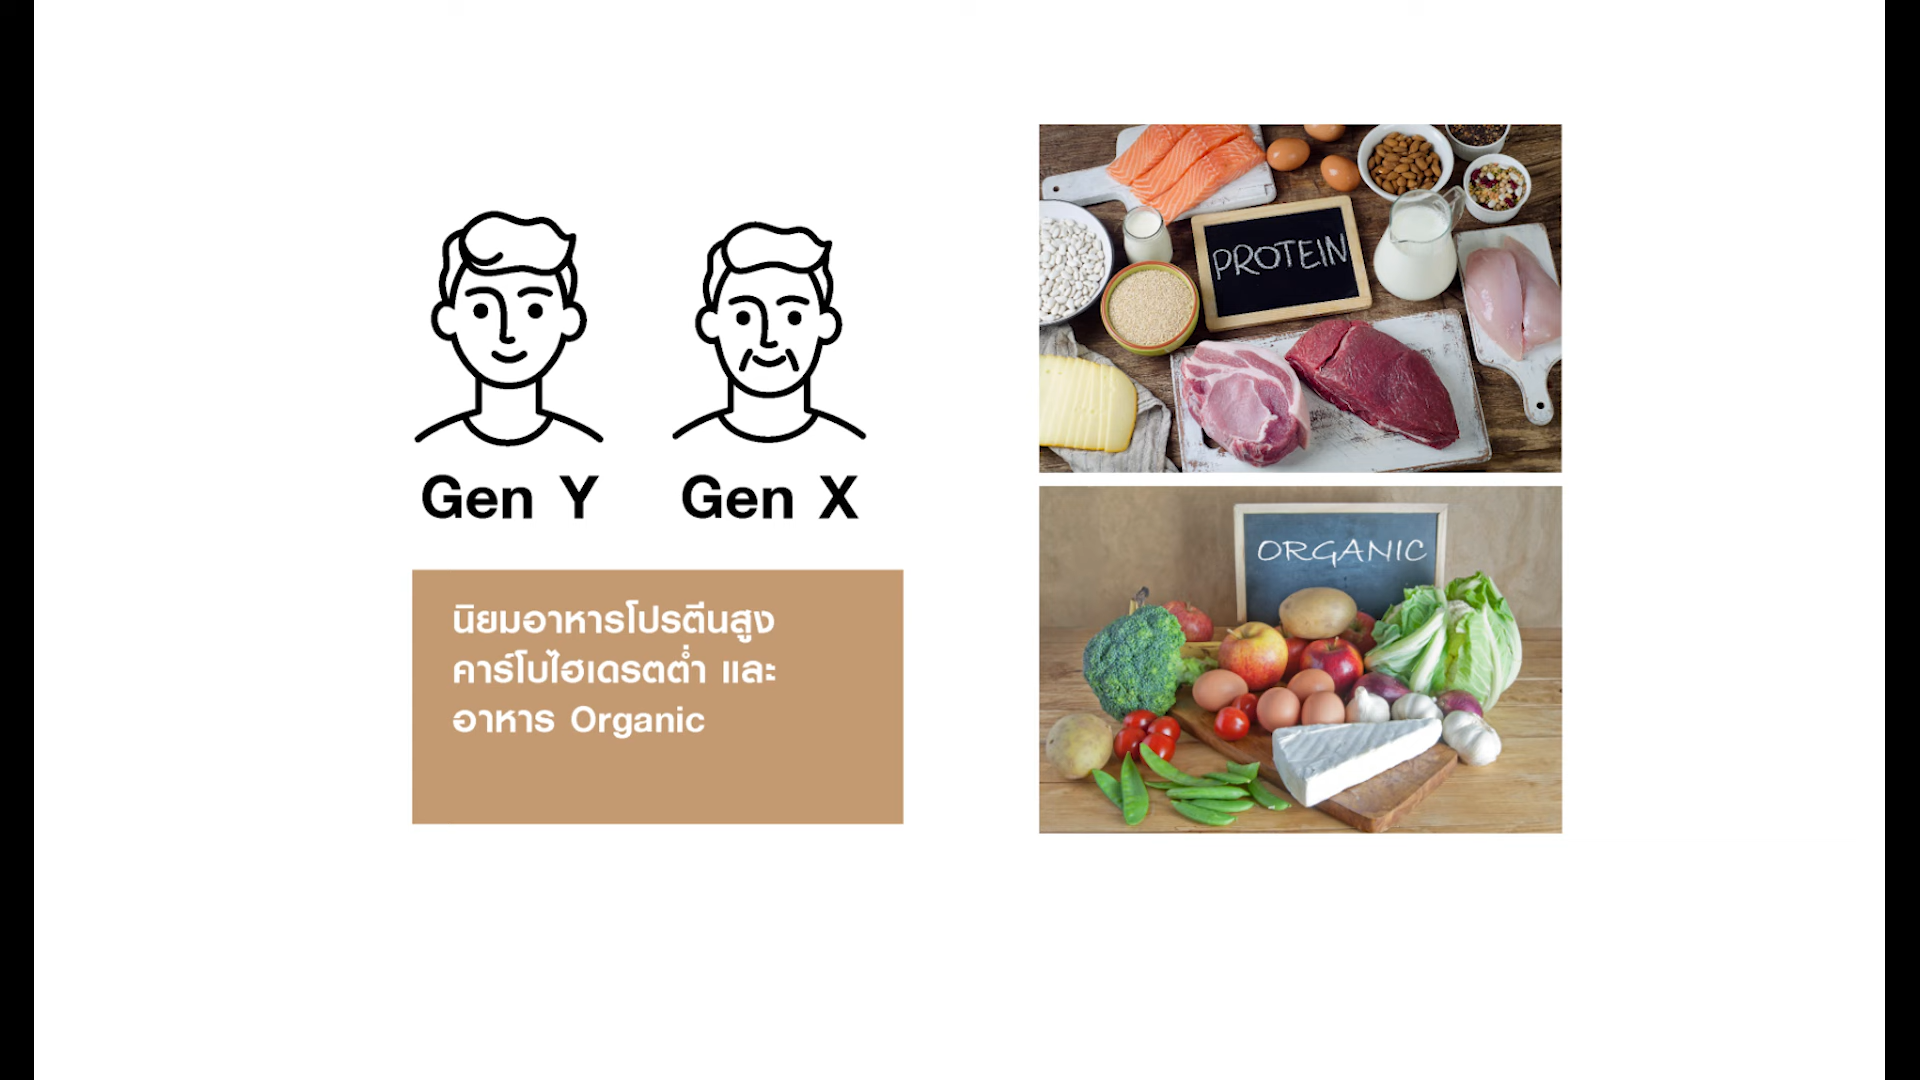 Gen Y
Gen X
นิยมอาหารโปรตีนสูง
คาร์โบไฮเดรตต่ำ และ
อาหาร Organic
PROTEIN
ORGANIC